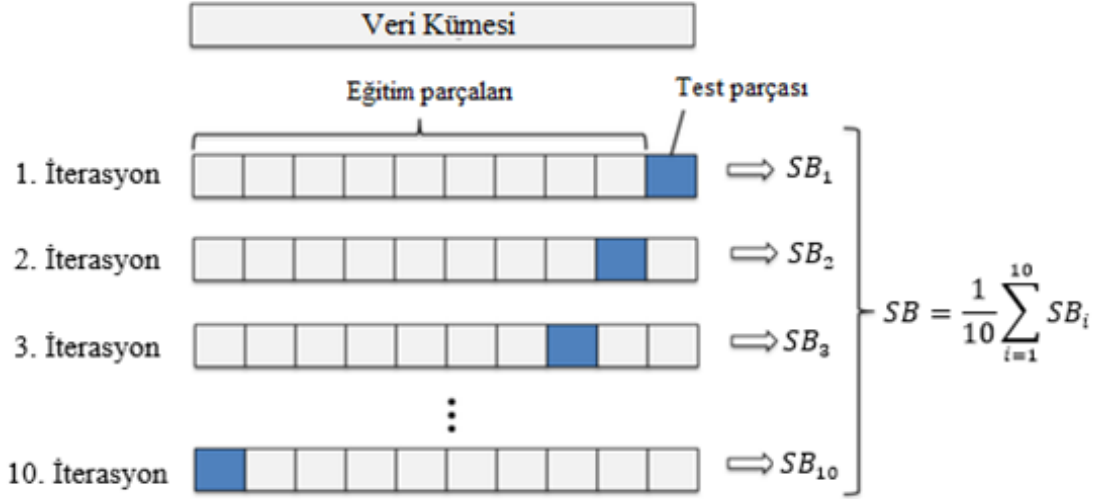 Veri Kümesi
Eğitim parçaları
Test parçası
1. İterasyon
SB₁
2. İterasyon
SB₂
3. İterasyon
SB₃
10. İterasyon
SB₁₀
SB = 1/10 ∑ᵢ₌₁¹⁰ SBᵢ